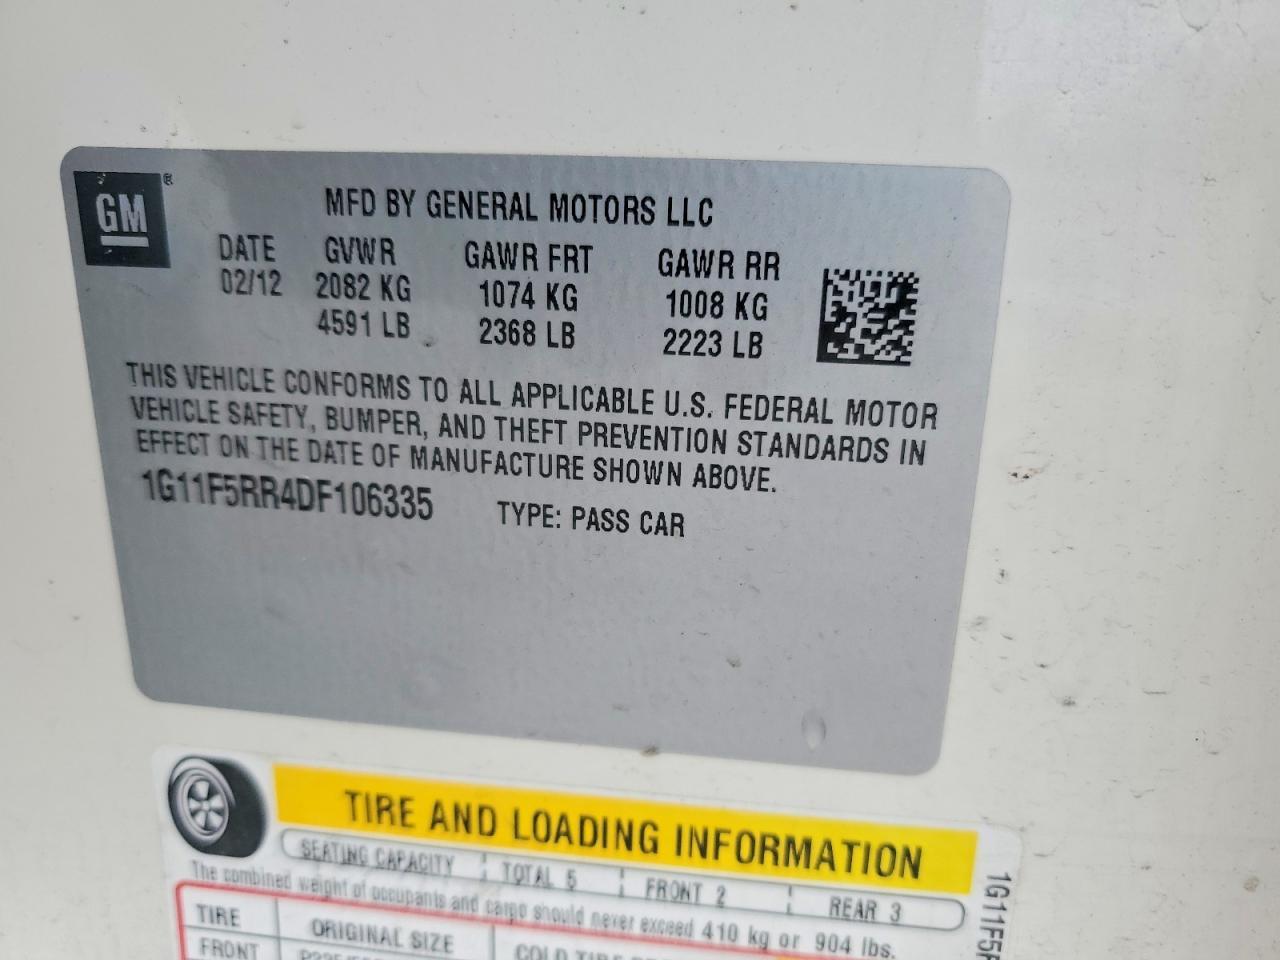 GM®
MFD BY GENERAL MOTORS LLC
DATE GVWR GAWR FRT GAWR RR
02/12 2082 KG 1074 KG 1008 KG
4591 LB 2368 LB 2223 LB
THIS VEHICLE CONFORMS TO ALL APPLICABLE U.S. FEDERAL MOTOR
VEHICLE SAFETY, BUMPER, AND THEFT PREVENTION STANDARDS IN
EFFECT ON THE DATE OF MANUFACTURE SHOWN ABOVE.
1G11F5RR4DF106335 TYPE: PASS CAR
TIRE AND LOADING INFORMATION
SEATING CAPACITY TOTAL 5 FRONT 2 REAR 3
The combined weight of occupants and cargo should never exceed 410 kg or 904 lbs.
TIRE ORIGINAL SIZE COLD TIRE
FRONT
1G11F5R